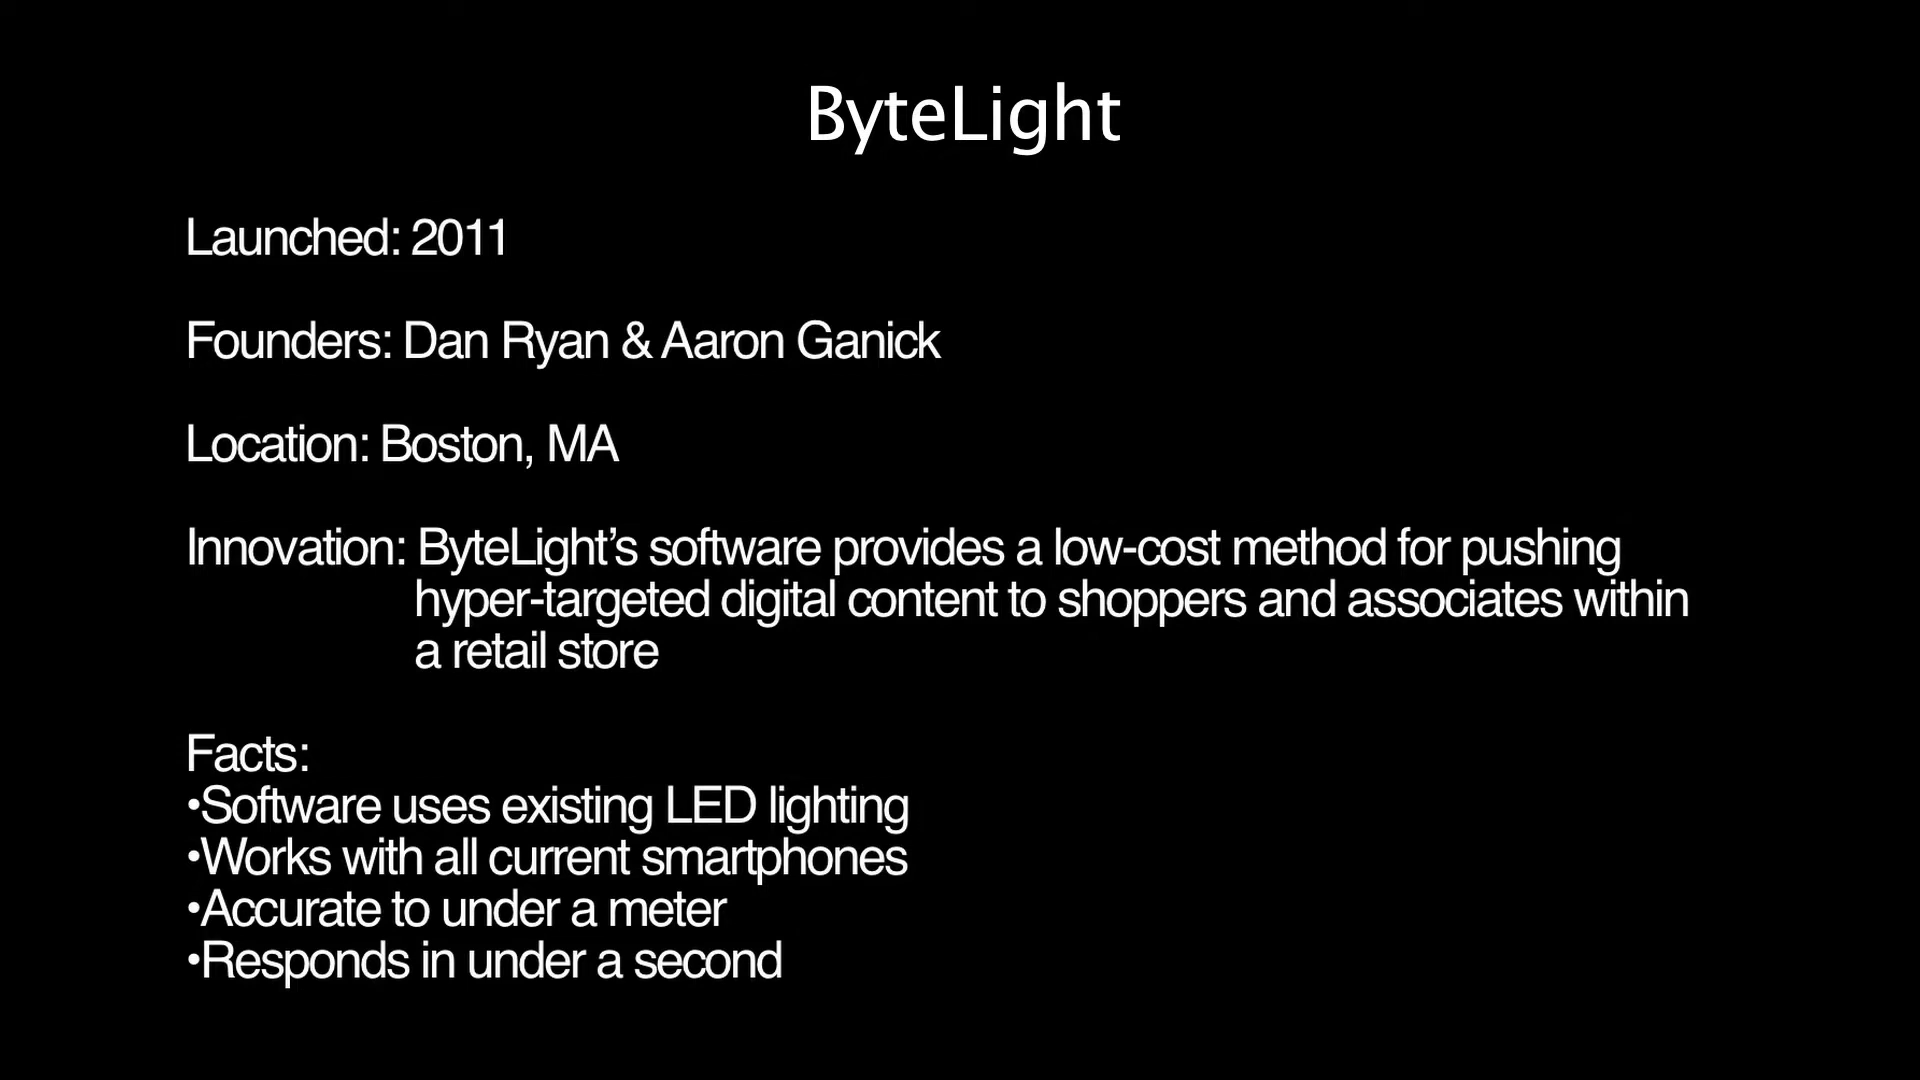 ByteLight
Launched: 2011
Founders: Dan Ryan & Aaron Ganick
Location: Boston, MA
Innovation: ByteLight’s software provides a low-cost method for pushing
hyper-targeted digital content to shoppers and associates within
a retail store
Facts:
•Software uses existing LED lighting
•Works with all current smartphones
•Accurate to under a meter
•Responds in under a second